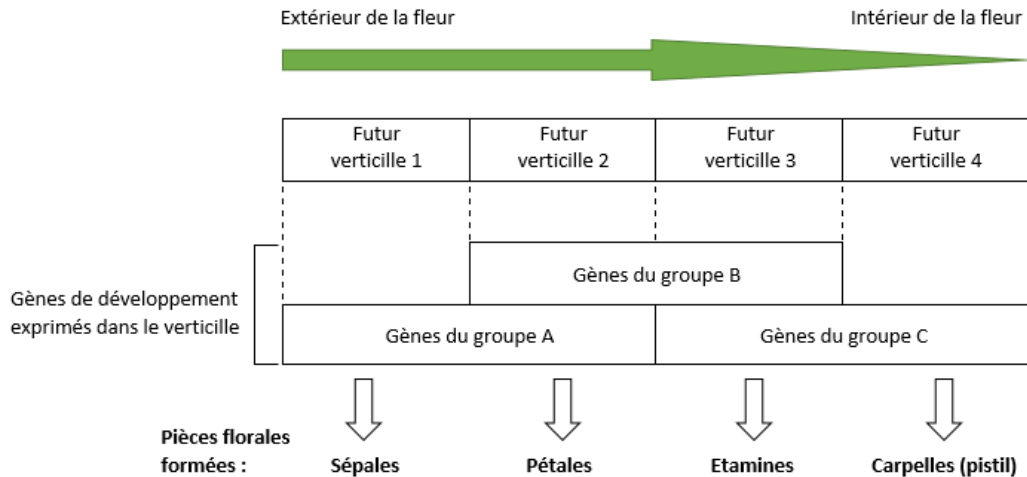 Extérieur de la fleur
Intérieur de la fleur
Futur
verticille 1
Futur
verticille 2
Futur
verticille 3
Futur
verticille 4
Gènes de développement
exprimés dans le verticille
Gènes du groupe B
Gènes du groupe A
Gènes du groupe C
Pièces florales
formées :
Sépales
Pétales
Etamines
Carpelles (pistil)